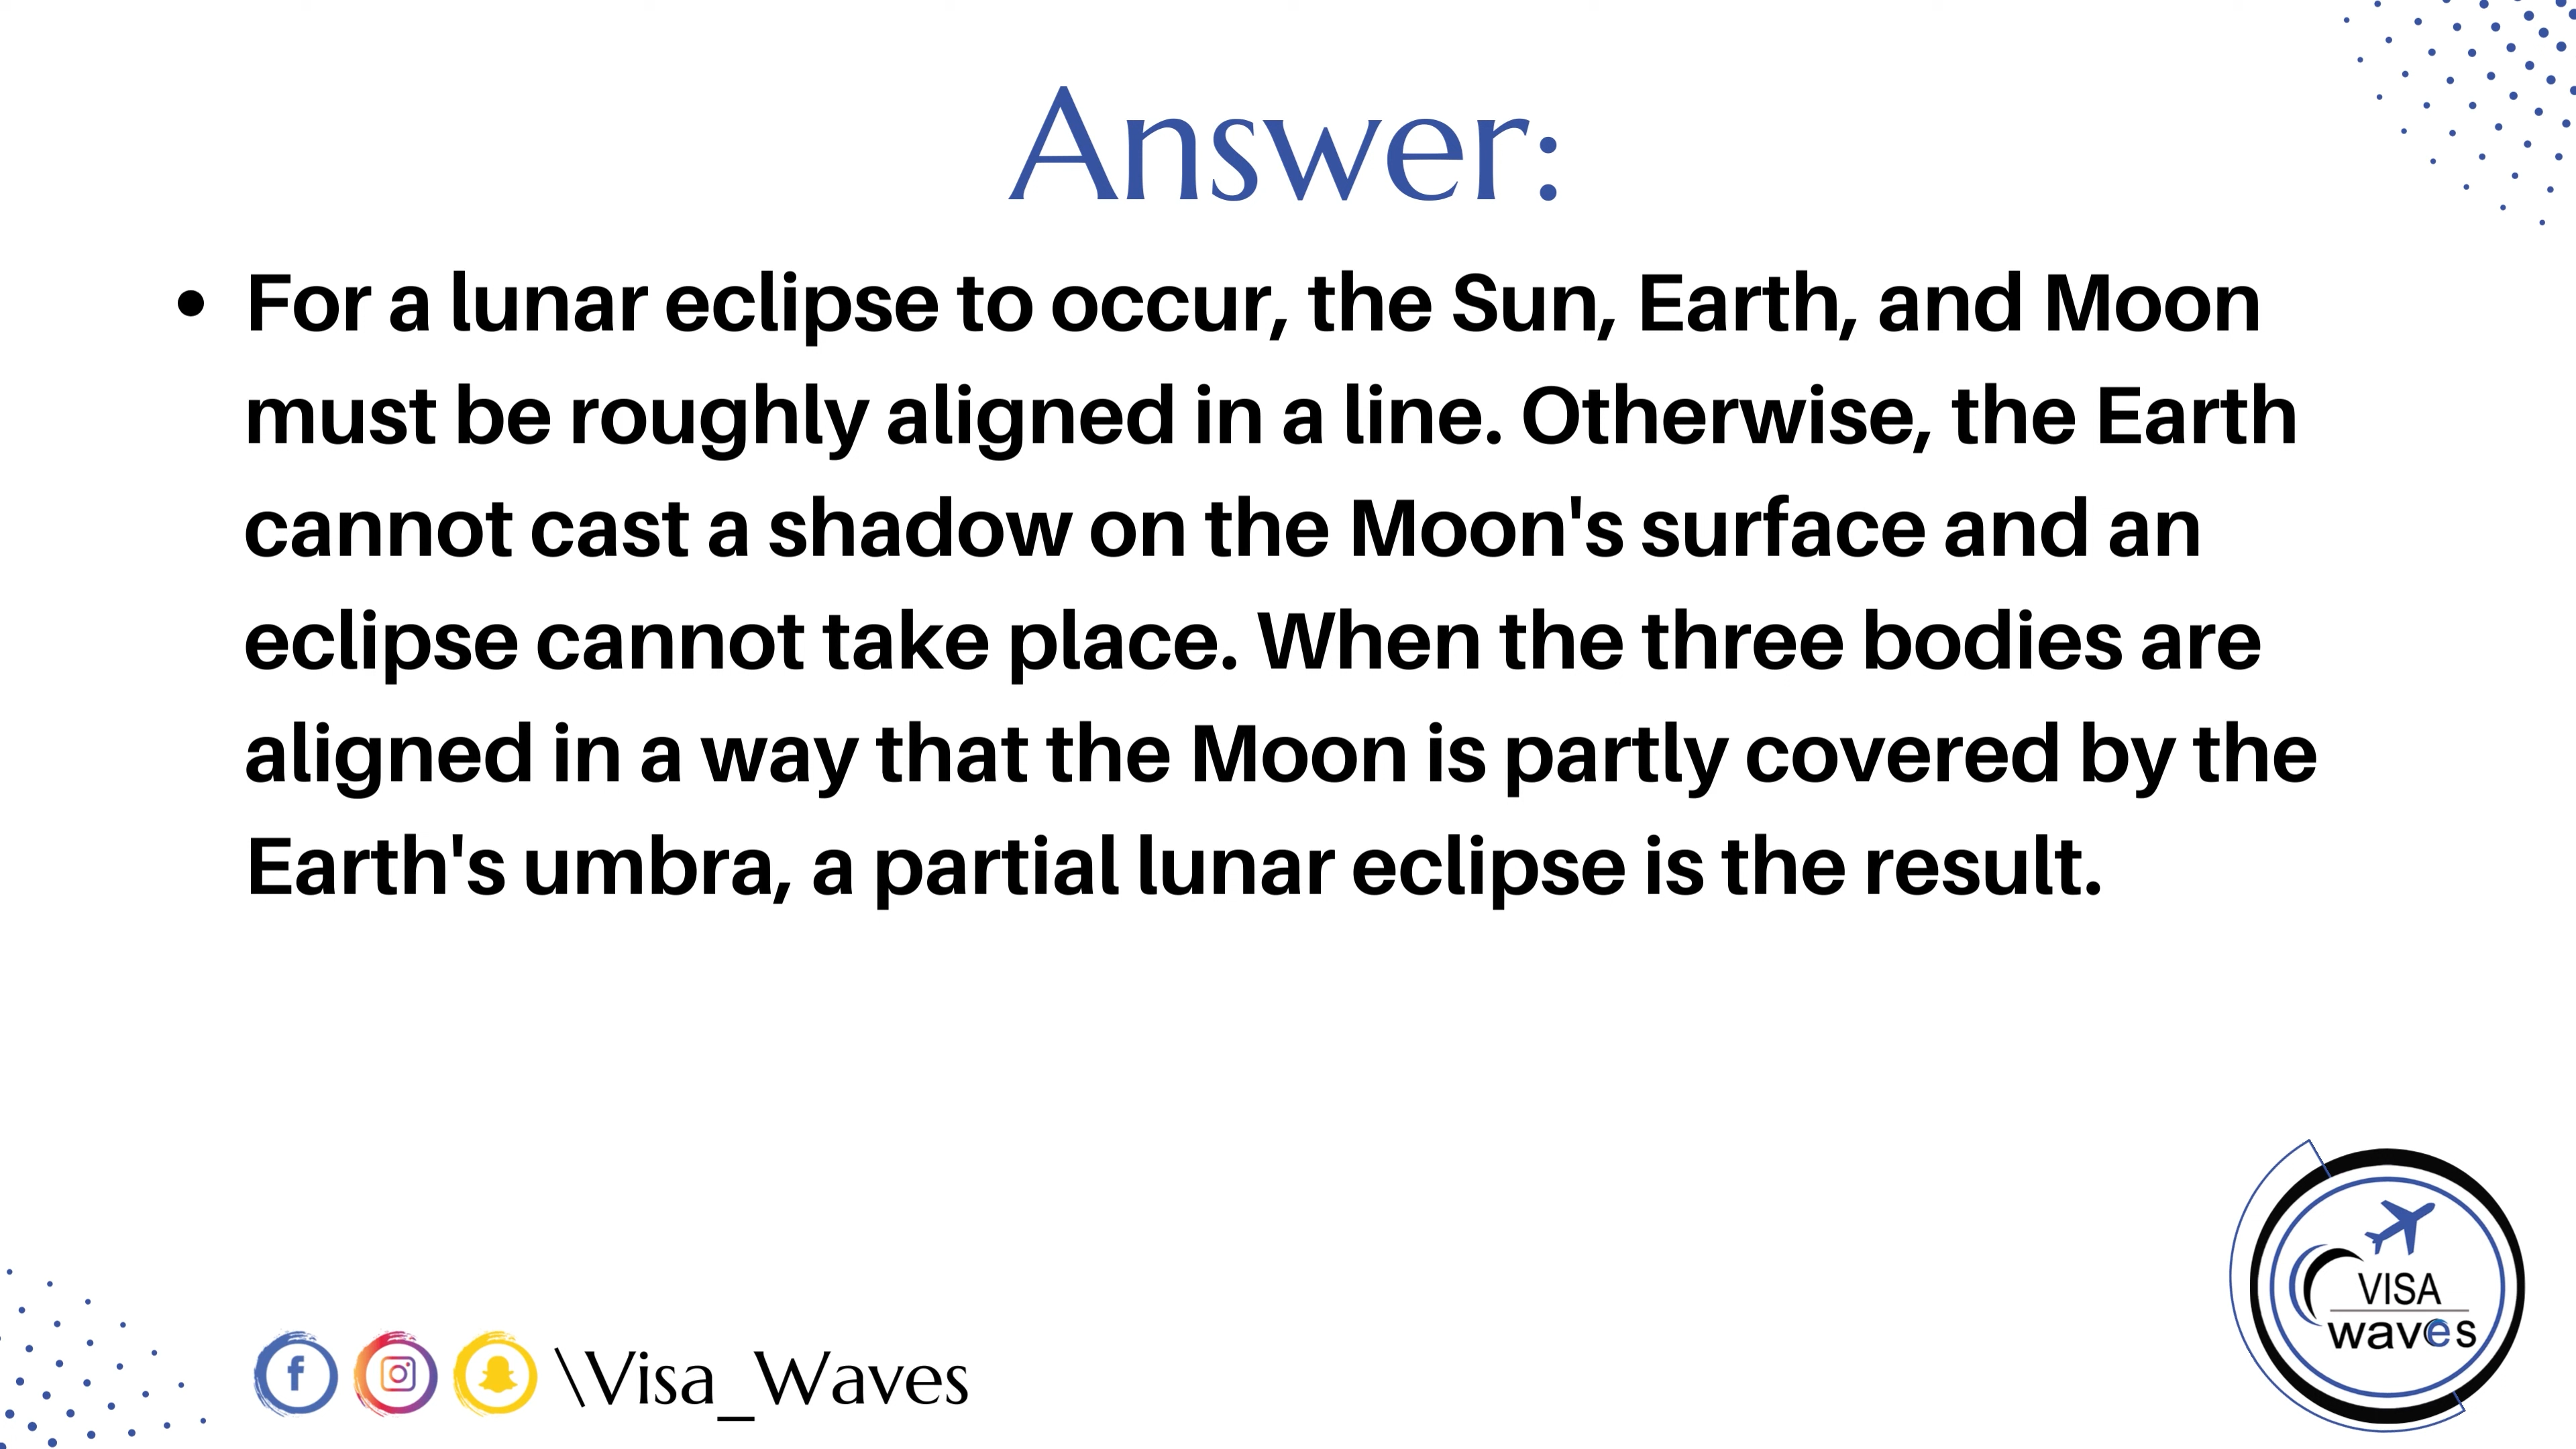 Answer:
• For a lunar eclipse to occur, the Sun, Earth, and Moon
must be roughly aligned in a line. Otherwise, the Earth
cannot cast a shadow on the Moon's surface and an
eclipse cannot take place. When the three bodies are
aligned in a way that the Moon is partly covered by the
Earth's umbra, a partial lunar eclipse is the result.
VISA
waves
\Visa_Waves